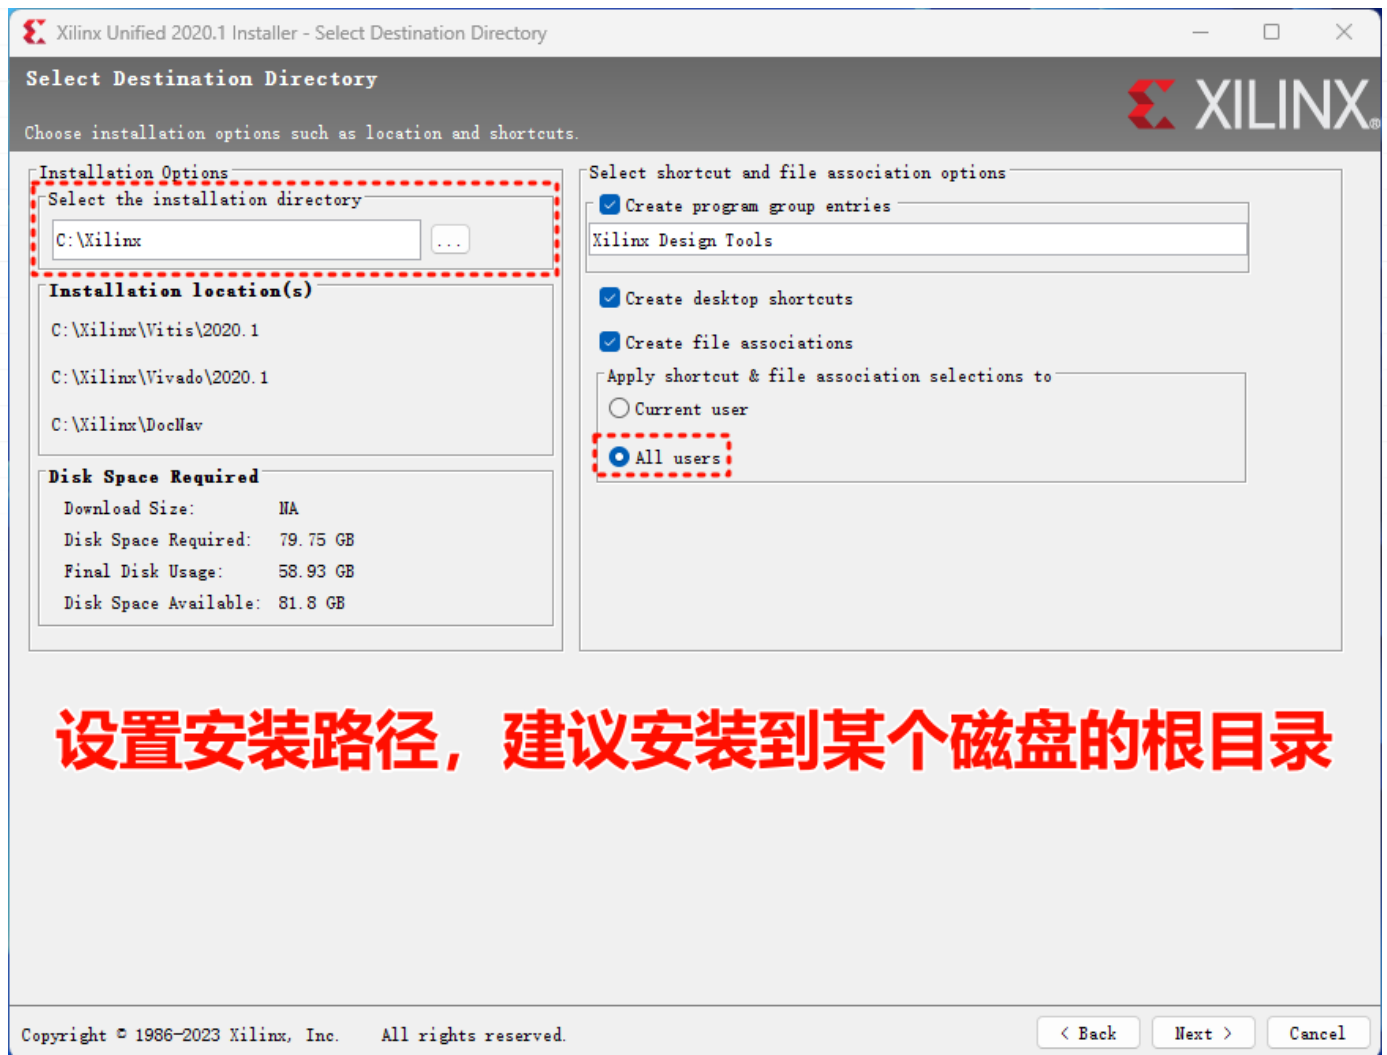 Xilinx Unified 2020.1 Installer - Select Destination Directory
Select Destination Directory
Choose installation options such as location and shortcuts.
XILINX®
Installation Options
Select the installation directory
C:\Xilinx
...
Installation location(s)
C:\Xilinx\Vitis\2020.1
C:\Xilinx\Vivado\2020.1
C:\Xilinx\DocNav
Disk Space Required
Download Size: NA
Disk Space Required: 79.75 GB
Final Disk Usage: 58.93 GB
Disk Space Available: 81.8 GB
Select shortcut and file association options
Create program group entries
Xilinx Design Tools
Create desktop shortcuts
Create file associations
Apply shortcut & file association selections to
Current user
All users
设置安装路径，建议安装到某个磁盘的根目录
Copyright © 1986-2023 Xilinx, Inc. All rights reserved.
< Back Next > Cancel